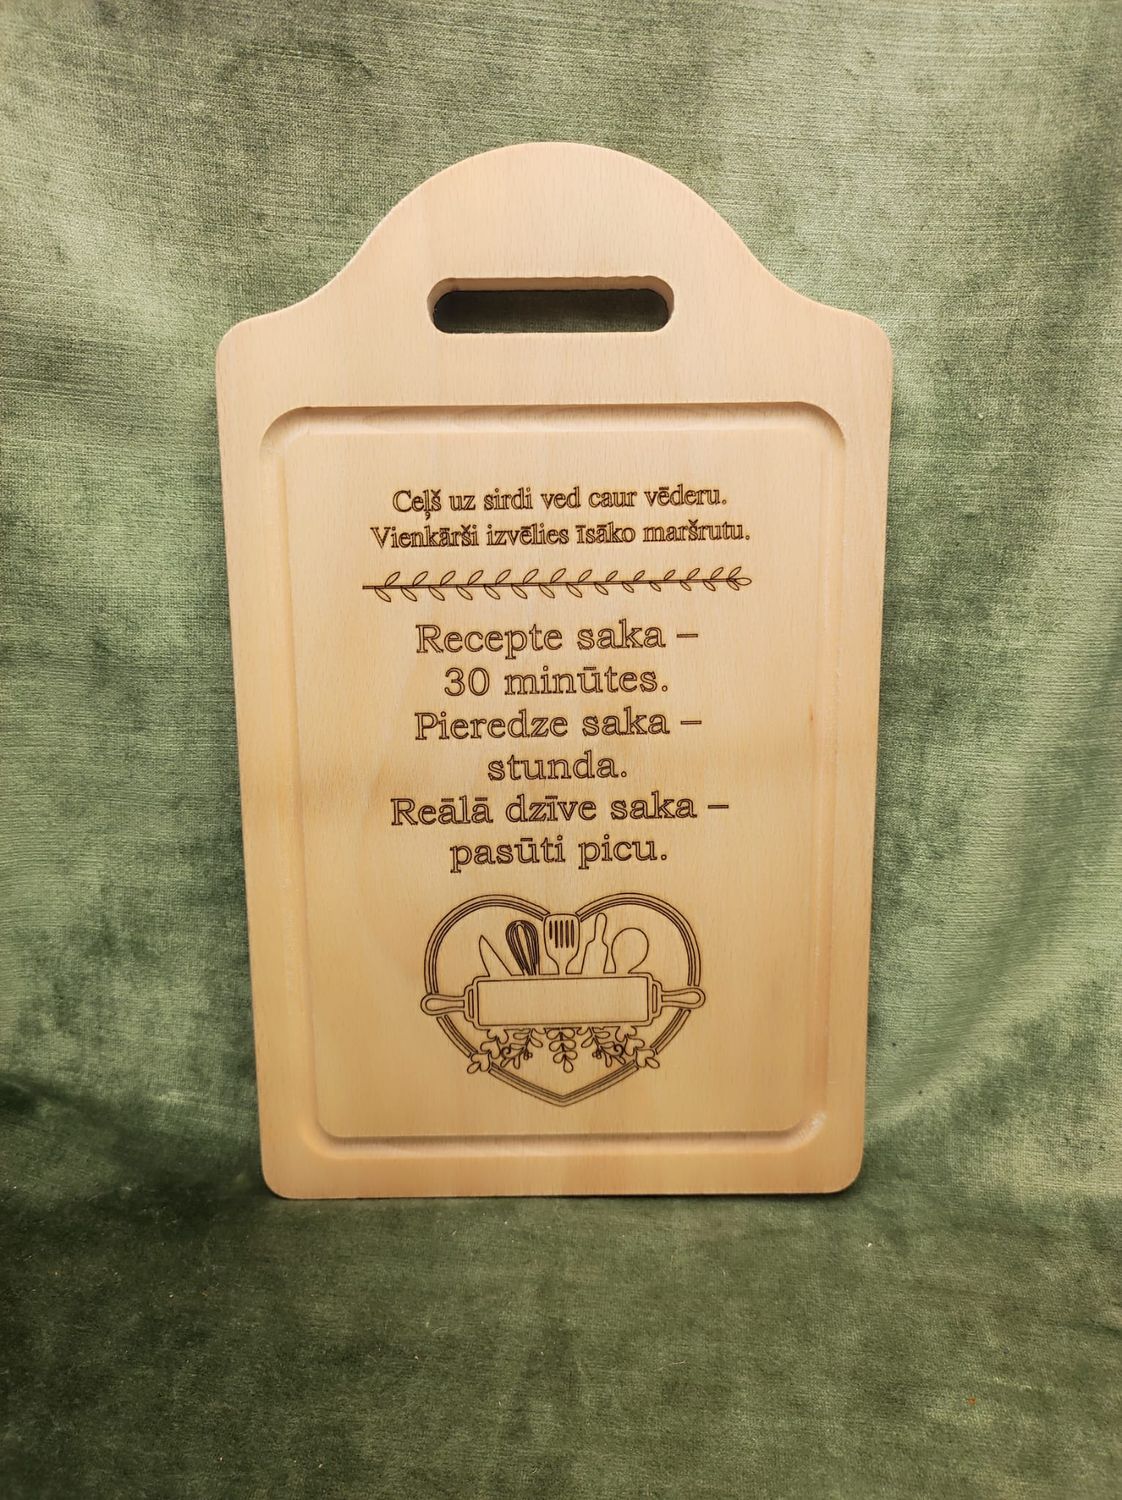 Ceļš uz sirdi ved caur vēderu.
Vienkārši izvēlies īsāko maršrutu.
Recepte saka –
30 minūtes.
Pieredze saka –
stunda.
Reālā dzīve saka –
pasūti picu.